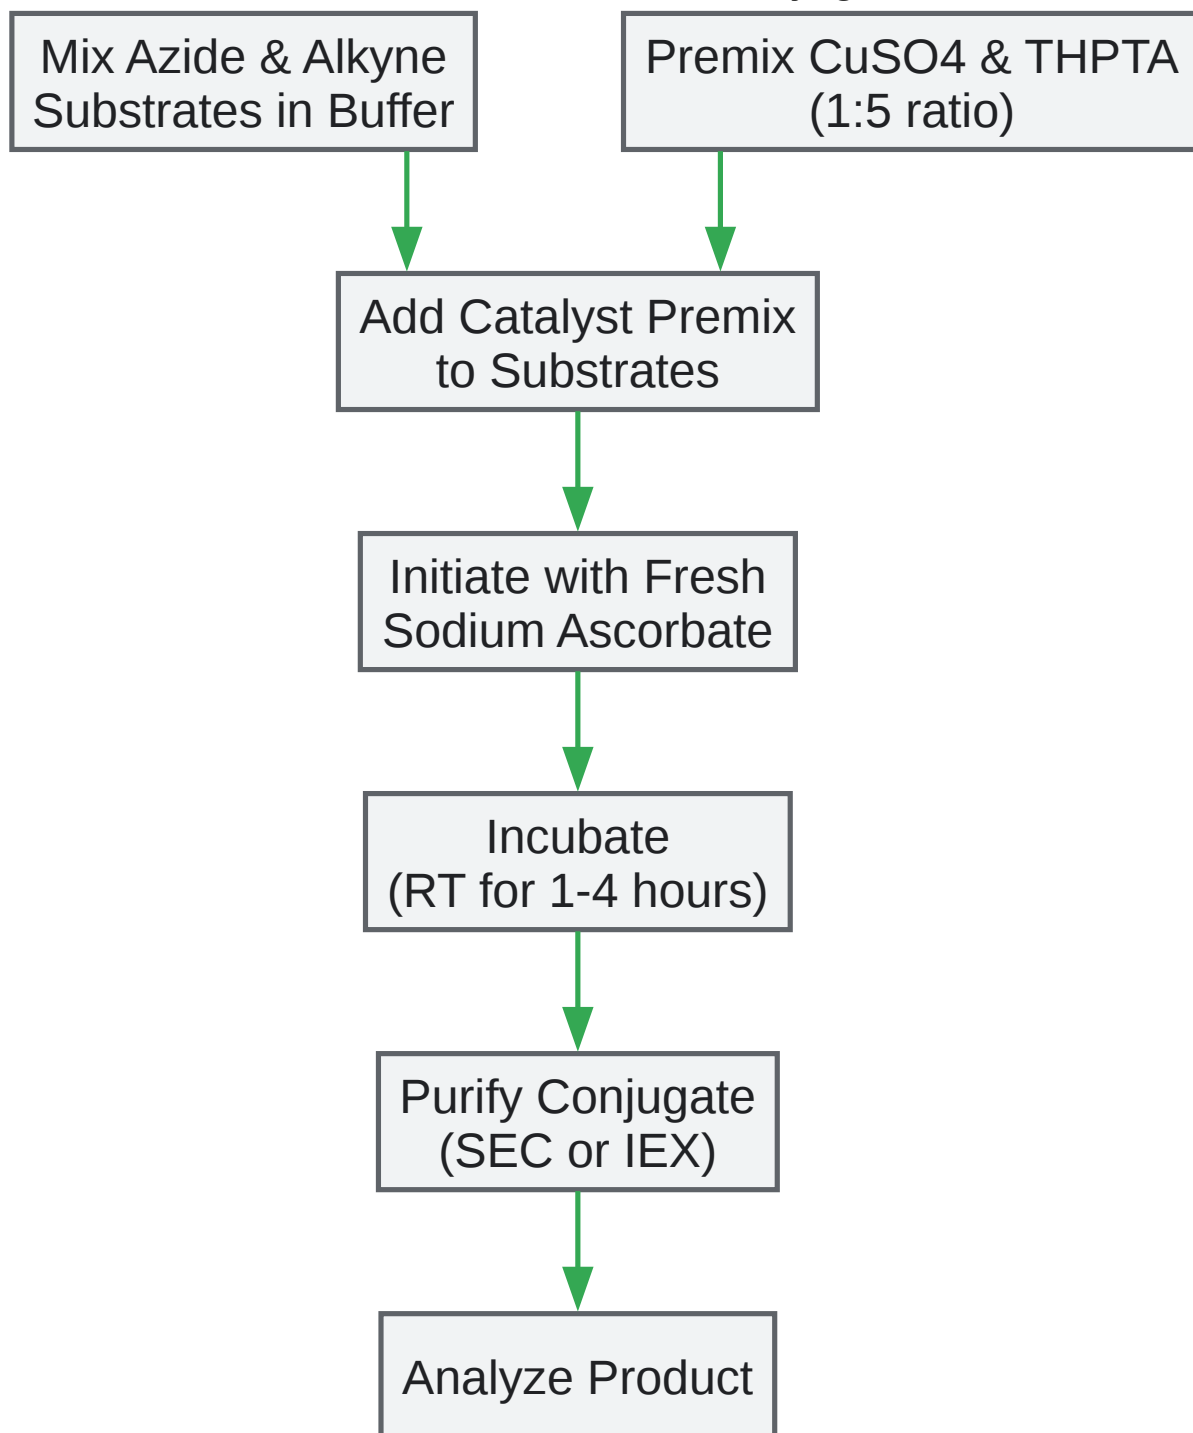 Mix Azide & Alkyne
Substrates in Buffer
Premix CuSO4 & THPTA
(1:5 ratio)
Add Catalyst Premix
to Substrates
Initiate with Fresh
Sodium Ascorbate
Incubate
(RT for 1-4 hours)
Purify Conjugate
(SEC or IEX)
Analyze Product